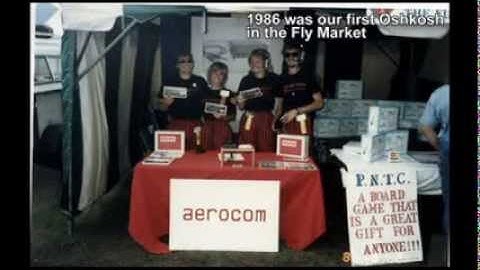 1986 was our first Oshkosh
in the Fly Market
aerocom
P.N.T.C.
A BOARD
GAME THAT
IS A GREAT
GIFT FOR
ANYONE!!!